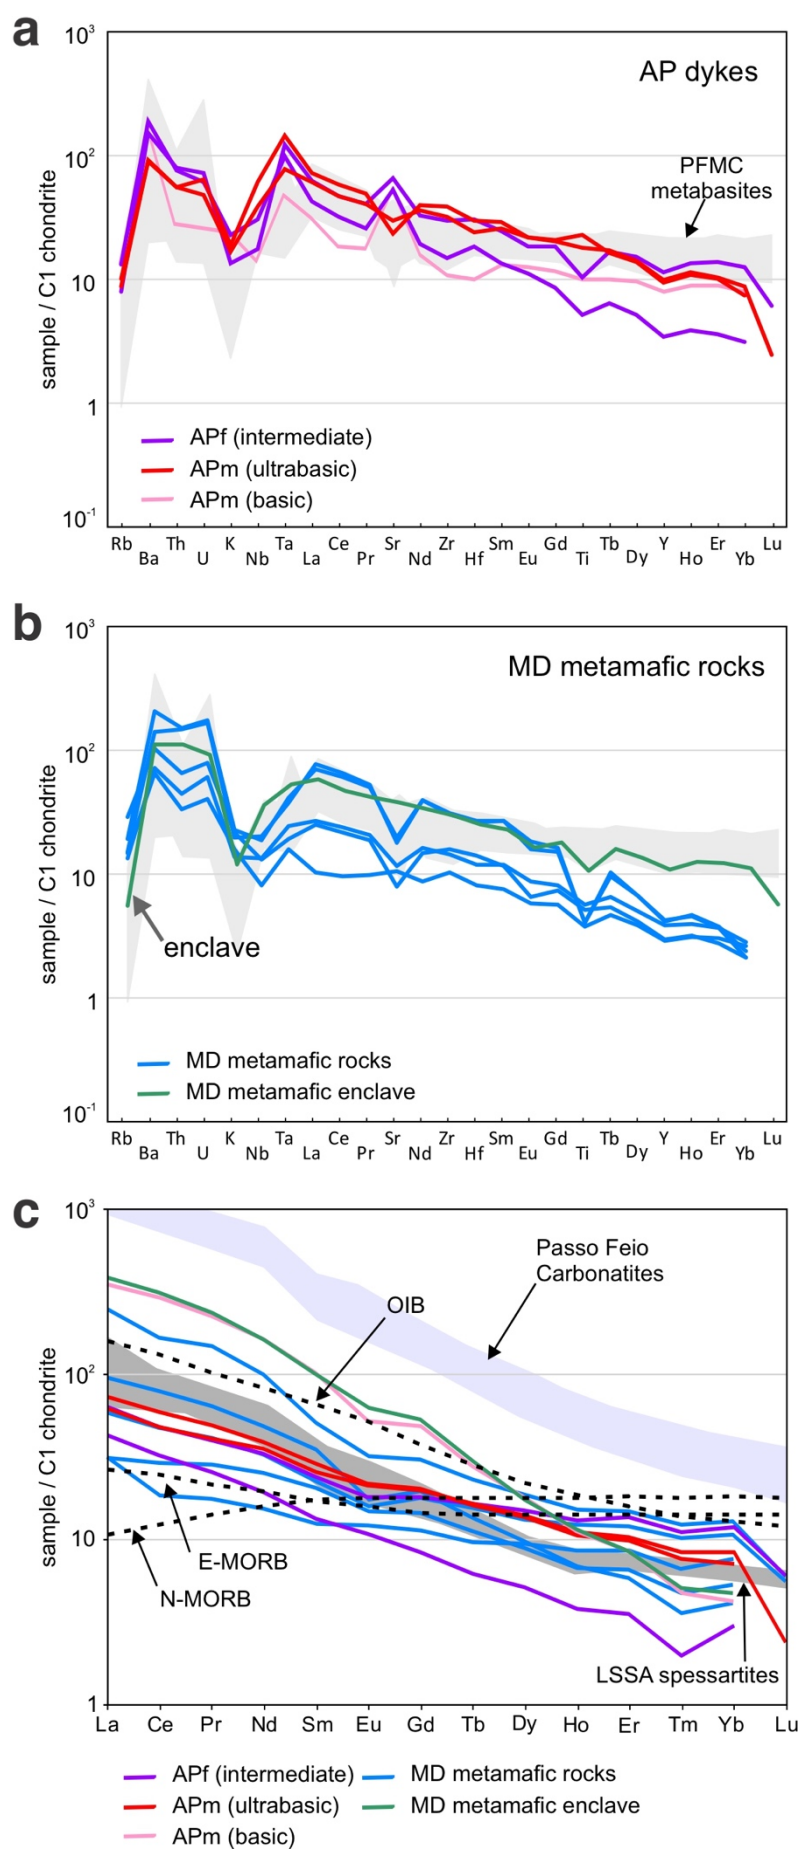 a
10³
AP dykes
10²
PFMC
metabasites
10
sample / C1 chondrite
1
APf (intermediate)
APm (ultrabasic)
APm (basic)
10⁻¹
Rb Ba Th U K Nb Ta La Ce Pr Sr Nd Zr Hf Sm Eu Gd Ti Tb Dy Y Ho Er Yb Lu
b
10³
MD metamafic rocks
10²
10
sample / C1 chondrite
enclave
1
MD metamafic rocks
MD metamafic enclave
10⁻¹
Rb Ba Th U K Nb Ta La Ce Pr Sr Nd Zr Hf Sm Eu Gd Ti Tb Dy Y Ho Er Yb Lu
c
10³
Passo Feio
Carbonatites
OIB
10²
sample / C1 chondrite
10
E-MORB
N-MORB
LSSA spessartites
1
La Ce Pr Nd Sm Eu Gd Tb Dy Ho Er Tm Yb Lu
APf (intermediate) MD metamafic rocks
APm (ultrabasic) MD metamafic enclave
APm (basic)